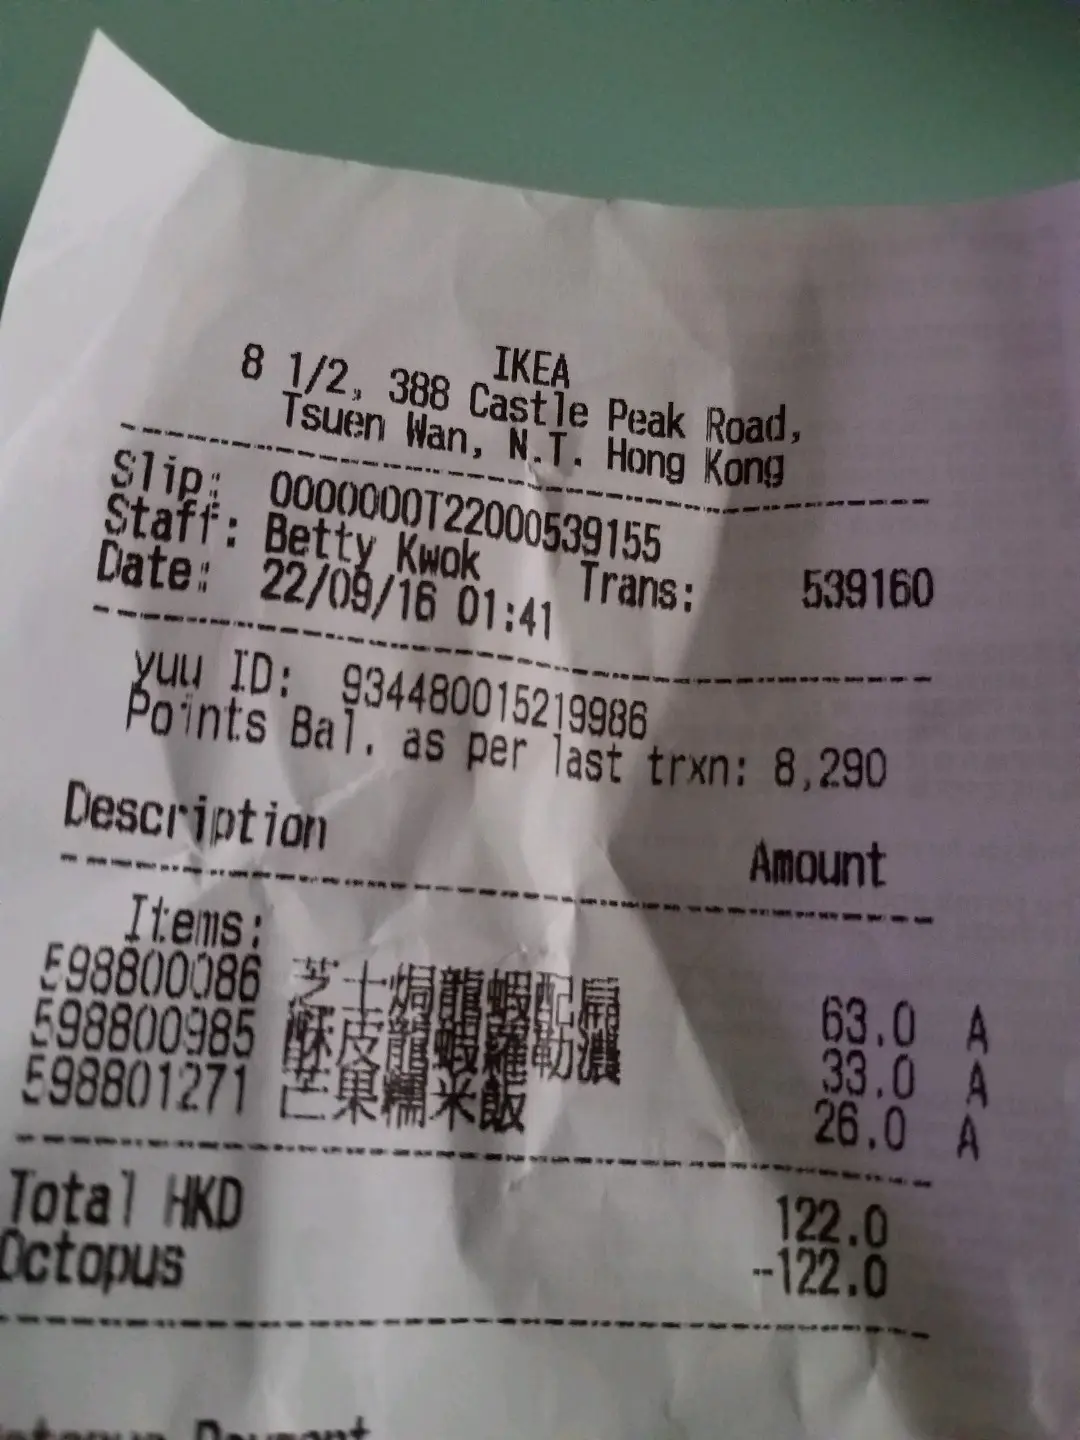 IKEA
8 1/2, 388 Castle Peak Road,
Tsuen Wan, N.T. Hong Kong
Slip: 0000000T22000539155
Staff: Betty Kwok Trans: 539160
Date: 22/09/16 01:41
yuu ID: 934480015219986
Points Bal. as per last trxn: 8,290
Description Amount
Items:
598800086 芝士焗龍蝦配扁 63.0 A
598800985 酥皮龍蝦羅勒濃 33.0 A
598801271 芒果糯米飯 26.0 A
Total HKD 122.0
Octopus -122.0
Payment